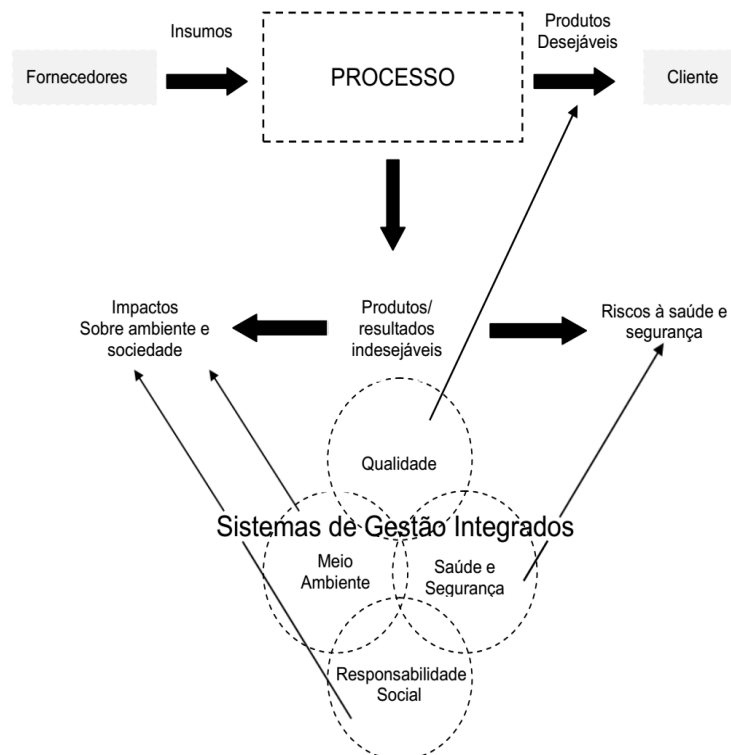 Insumos
Produtos
Desejáveis
Fornecedores
PROCESSO
Cliente
Impactos
Sobre ambiente e
sociedade
Produtos/
resultados
indesejáveis
Riscos à saúde e
segurança
Qualidade
Sistemas de Gestão Integrados
Meio
Ambiente
Saúde e
Segurança
Responsabilidade
Social